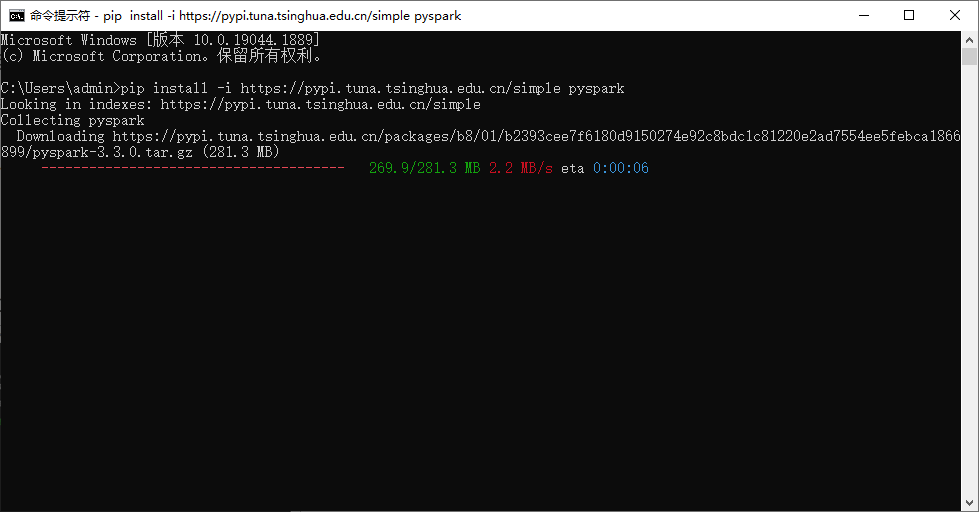 命令提示符 - pip  install -i https://pypi.tuna.tsinghua.edu.cn/simple pyspark
Microsoft Windows [版本 10.0.19044.1889]
(c) Microsoft Corporation。保留所有权利。
C:\Users\admin>pip install -i https://pypi.tuna.tsinghua.edu.cn/simple pyspark
Looking in indexes: https://pypi.tuna.tsinghua.edu.cn/simple
Collecting pyspark
  Downloading https://pypi.tuna.tsinghua.edu.cn/packages/b8/01/b2393cee7f6180d9150274e92c8bdc1c81220e2ad7554ee5febca1866
899/pyspark-3.3.0.tar.gz (281.3 MB)
     --------------------------------------   269.9/281.3 MB 2.2 MB/s eta 0:00:06